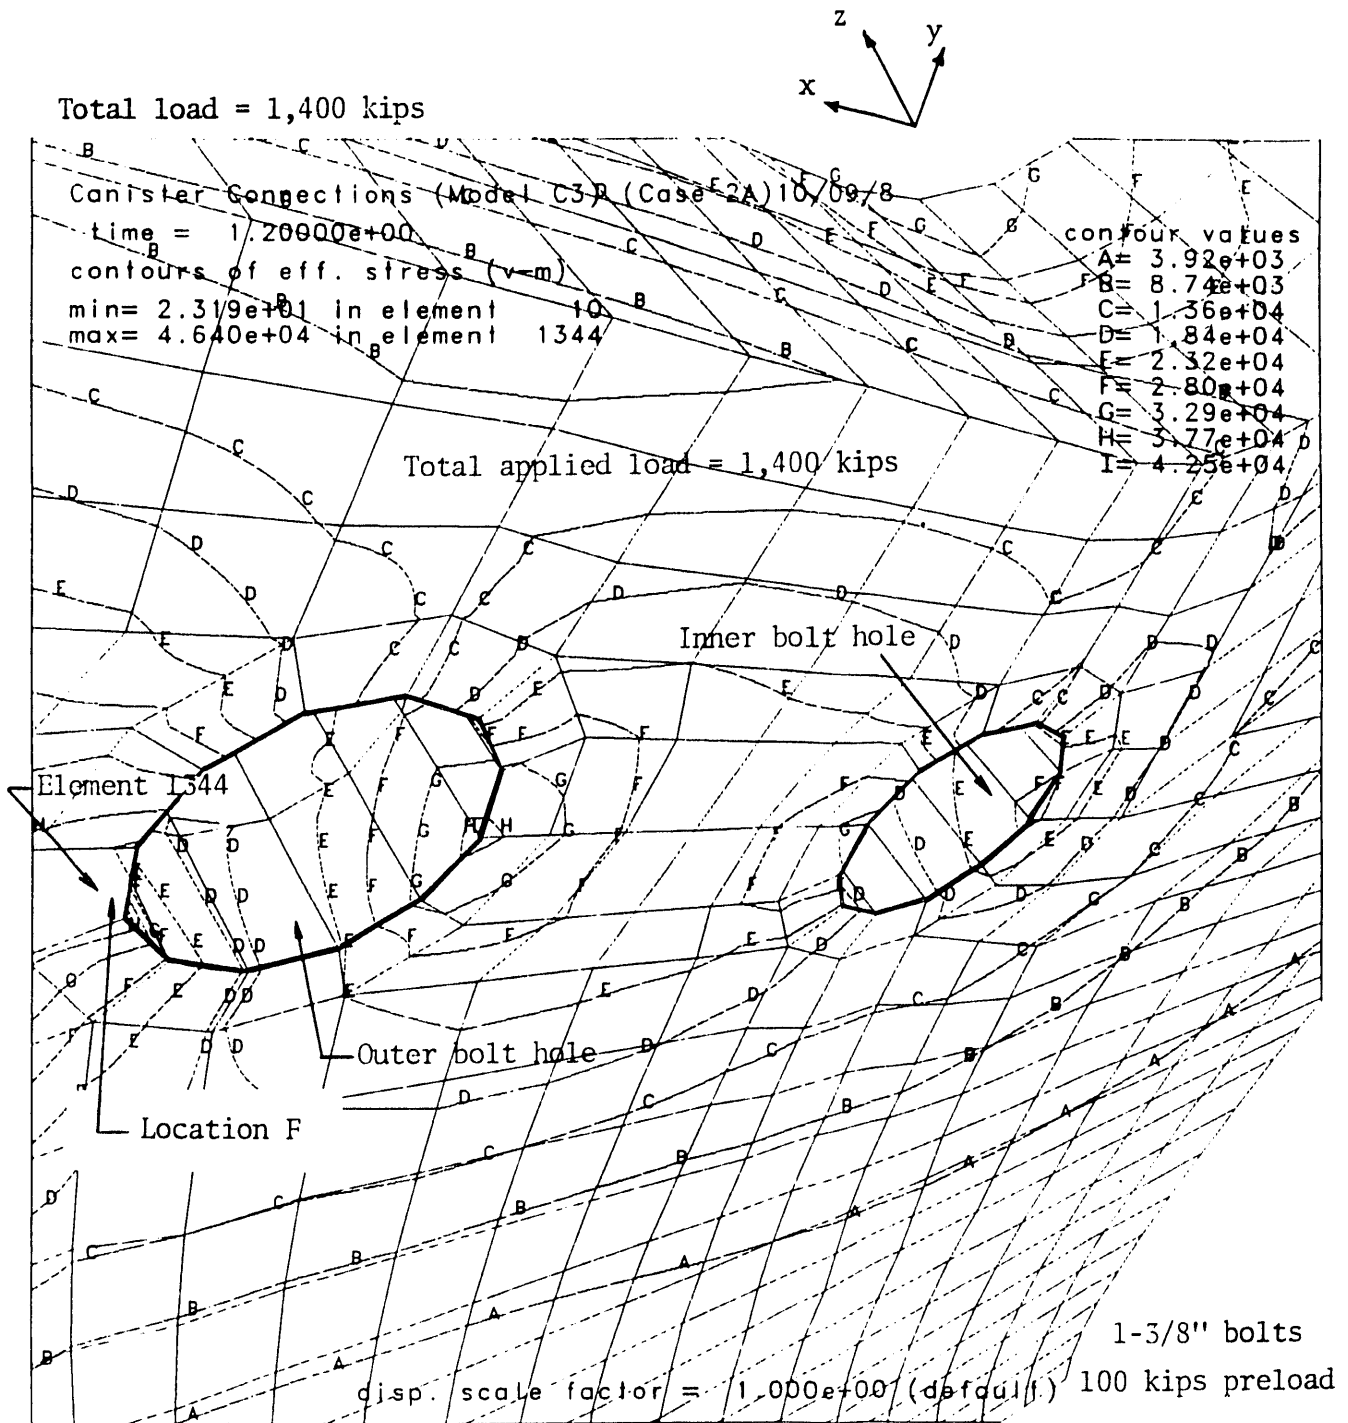 z
y
x
Total load = 1,400 kips
Canister Connections (Model C3) (Case 2A) 10/09/8
time = 1.20000e+00
contours of eff. stress (v-m)
min= 2.319e+01 in element 10
max= 4.640e+04 in element 1344
contour values
A= 3.92e+03
B= 8.74e+03
C= 1.36e+04
D= 1.84e+04
E= 2.32e+04
F= 2.80e+04
G= 3.29e+04
H= 3.77e+04
I= 4.25e+04
Total applied load = 1,400 kips
Inner bolt hole
Element 1344
Outer bolt hole
Location F
1-3/8" bolts
100 kips preload
disp. scale factor = 1.000e+00 (default)